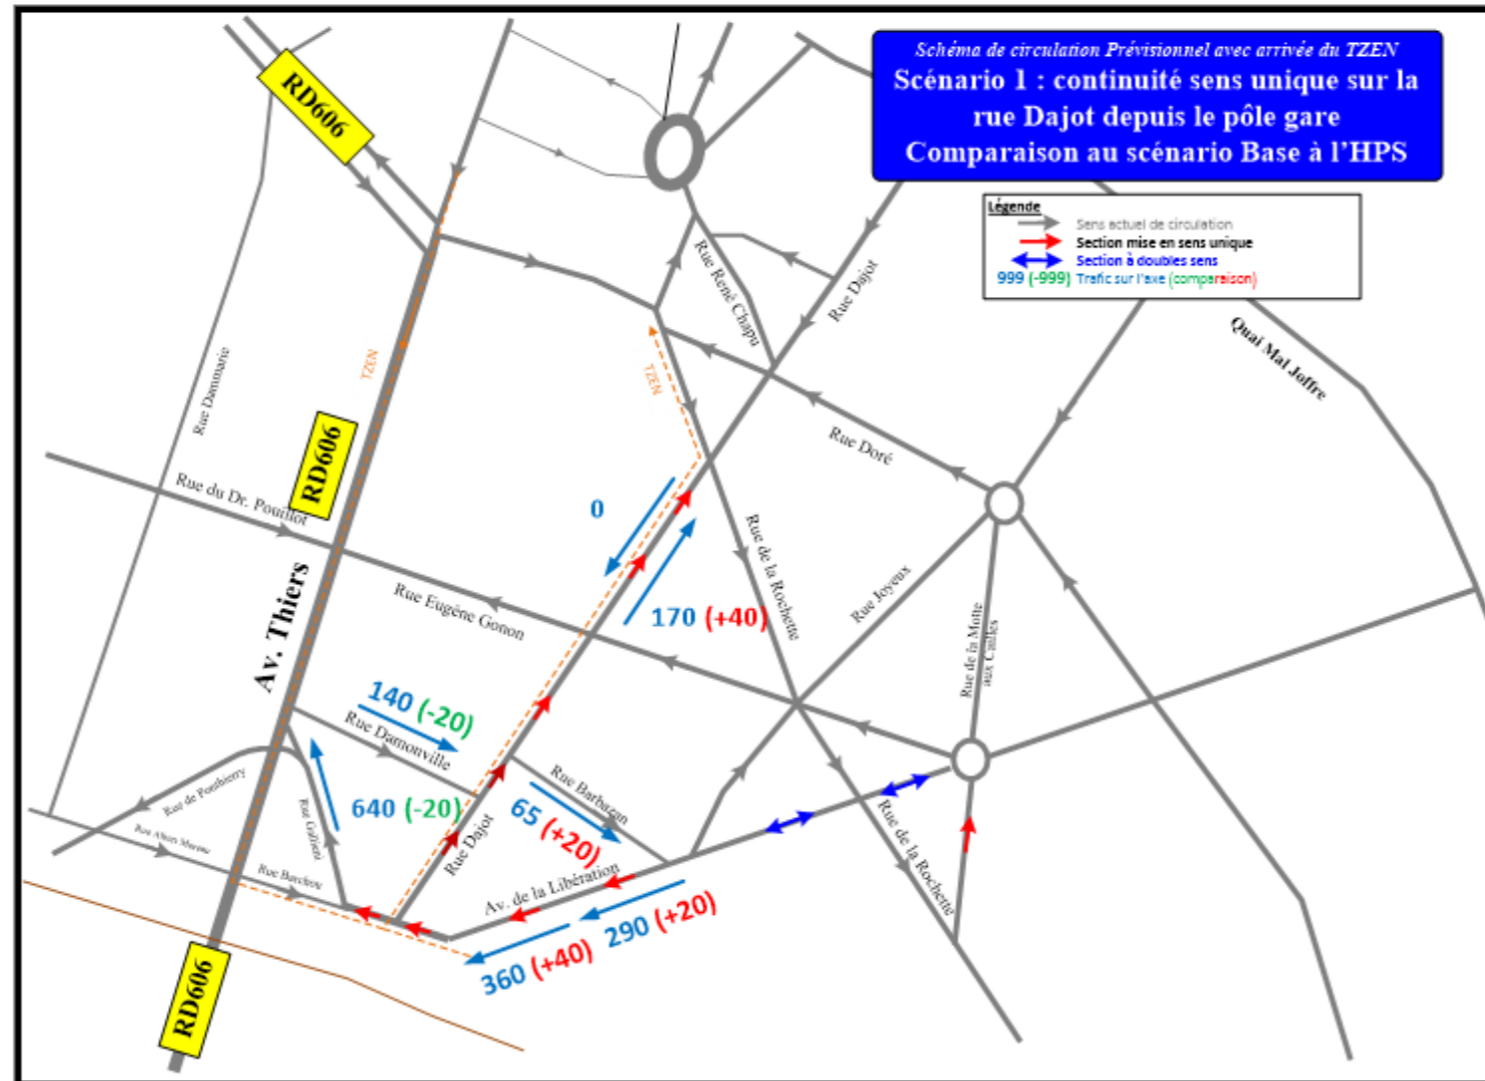 Schéma de circulation Prévisionnel avec arrivée du TZEN
Scénario 1 : continuité sens unique sur la
rue Dajot depuis le pôle gare
Comparaison au scénario Base à l'HPS
Légende
Sens actuel de circulation
Section mise en sens unique
Section à doubles sens
999 (-999) Trafic sur l'axe (comparaison)
RD606
Rue René Chapu
Rue Dajot
Quai Mal Joffre
Rue Dammarie
TZEN
TZEN
RD606
Rue Doré
Rue du Dr. Pouillot
0
Rue de la Rochette
Av. Thiers
Rue Eugène Gonon
170 (+40)
Rue Joyeux
Rue de la Motte
aux Cailles
140 (-20)
Rue Damonville
Rue de Ponthierry
Rue Barbazan
640 (-20)
65 (+20)
Rue Gallieni
Rue Dajot
Rue Albert Moreau
Rue Barchou
Av. de la Libération
Rue de la Rochette
290 (+20)
360 (+40)
RD606